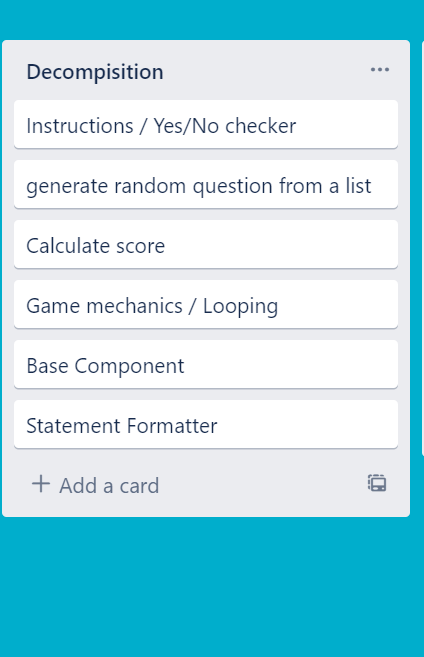 Decompisition
Instructions / Yes/No checker
generate random question from a list
Calculate score
Game mechanics / Looping
Base Component
Statement Formatter
+ Add a card